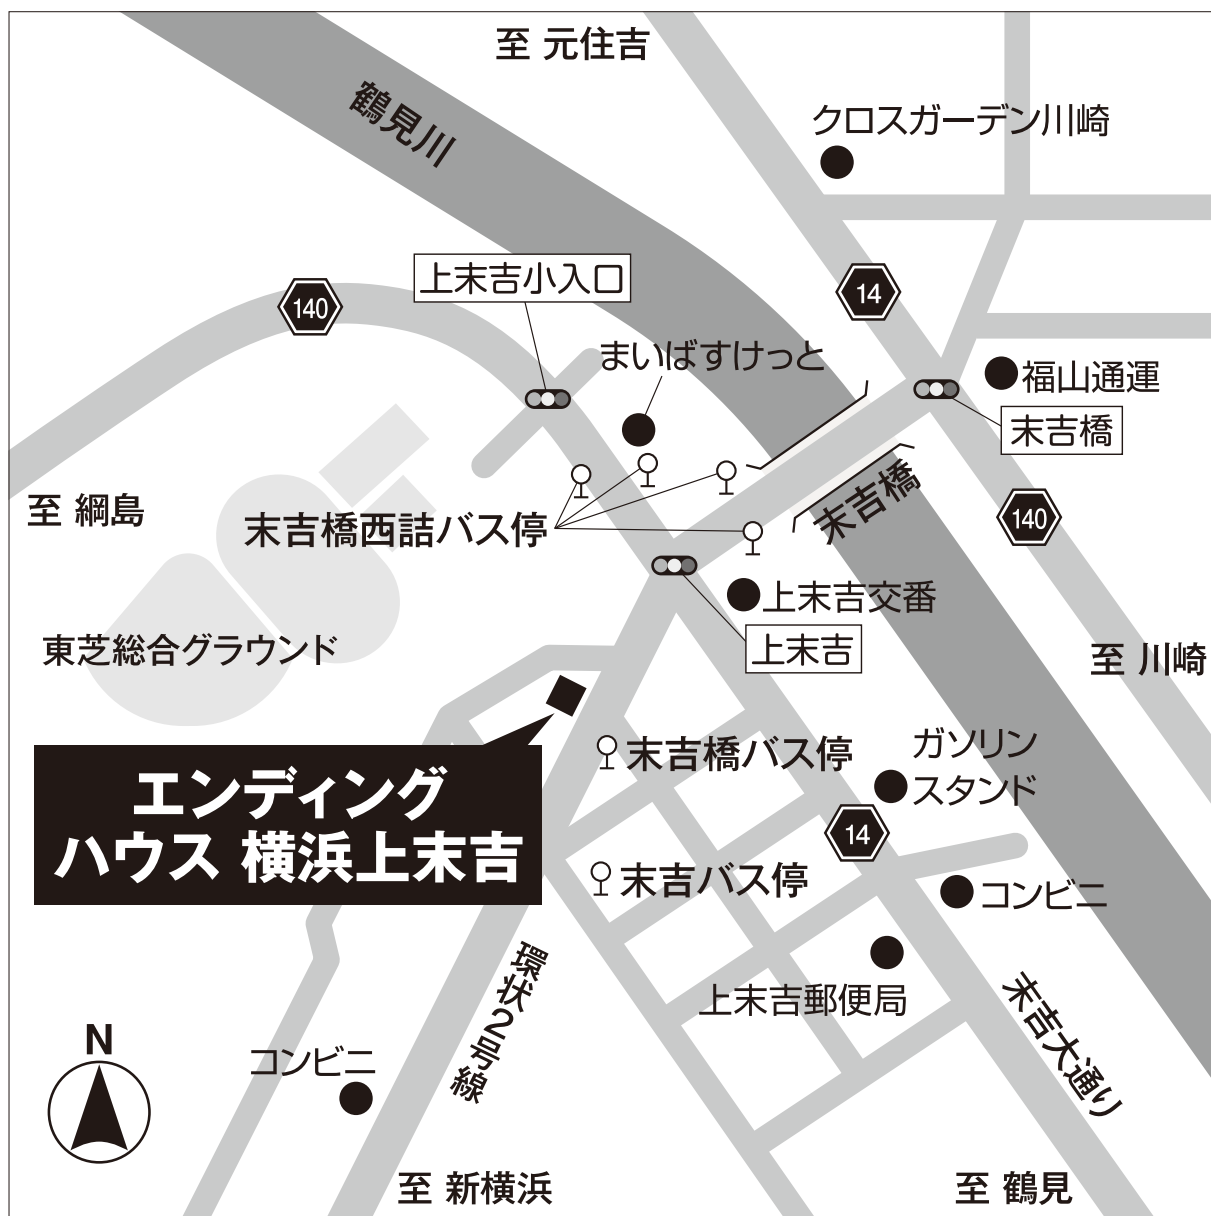 至 元住吉
鶴見川
クロスガーデン川崎
上末吉小入口
140
14
まいばすけっと
福山通運
末吉橋
至 綱島
末吉橋西詰バス停
末吉橋
140
上末吉交番
上末吉
東芝総合グラウンド
至 川崎
エンディング
ハウス 横浜上末吉
末吉橋バス停
ガソリン
スタンド
14
末吉バス停
コンビニ
上末吉郵便局
環状2号線
末吉大通り
N
コンビニ
至 新横浜
至 鶴見